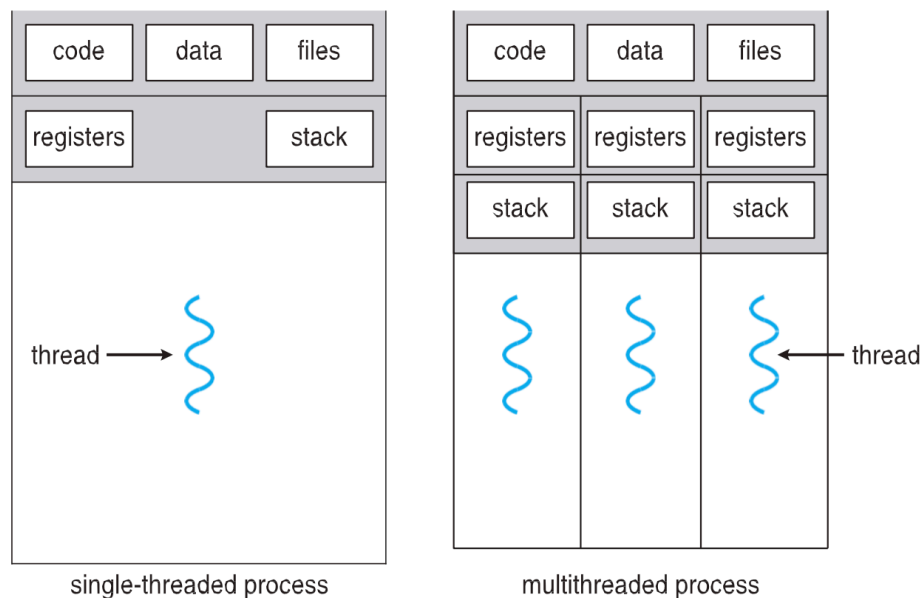 code data files
registers stack
thread
single-threaded process
code data files
registers registers registers
stack stack stack
thread
multithreaded process